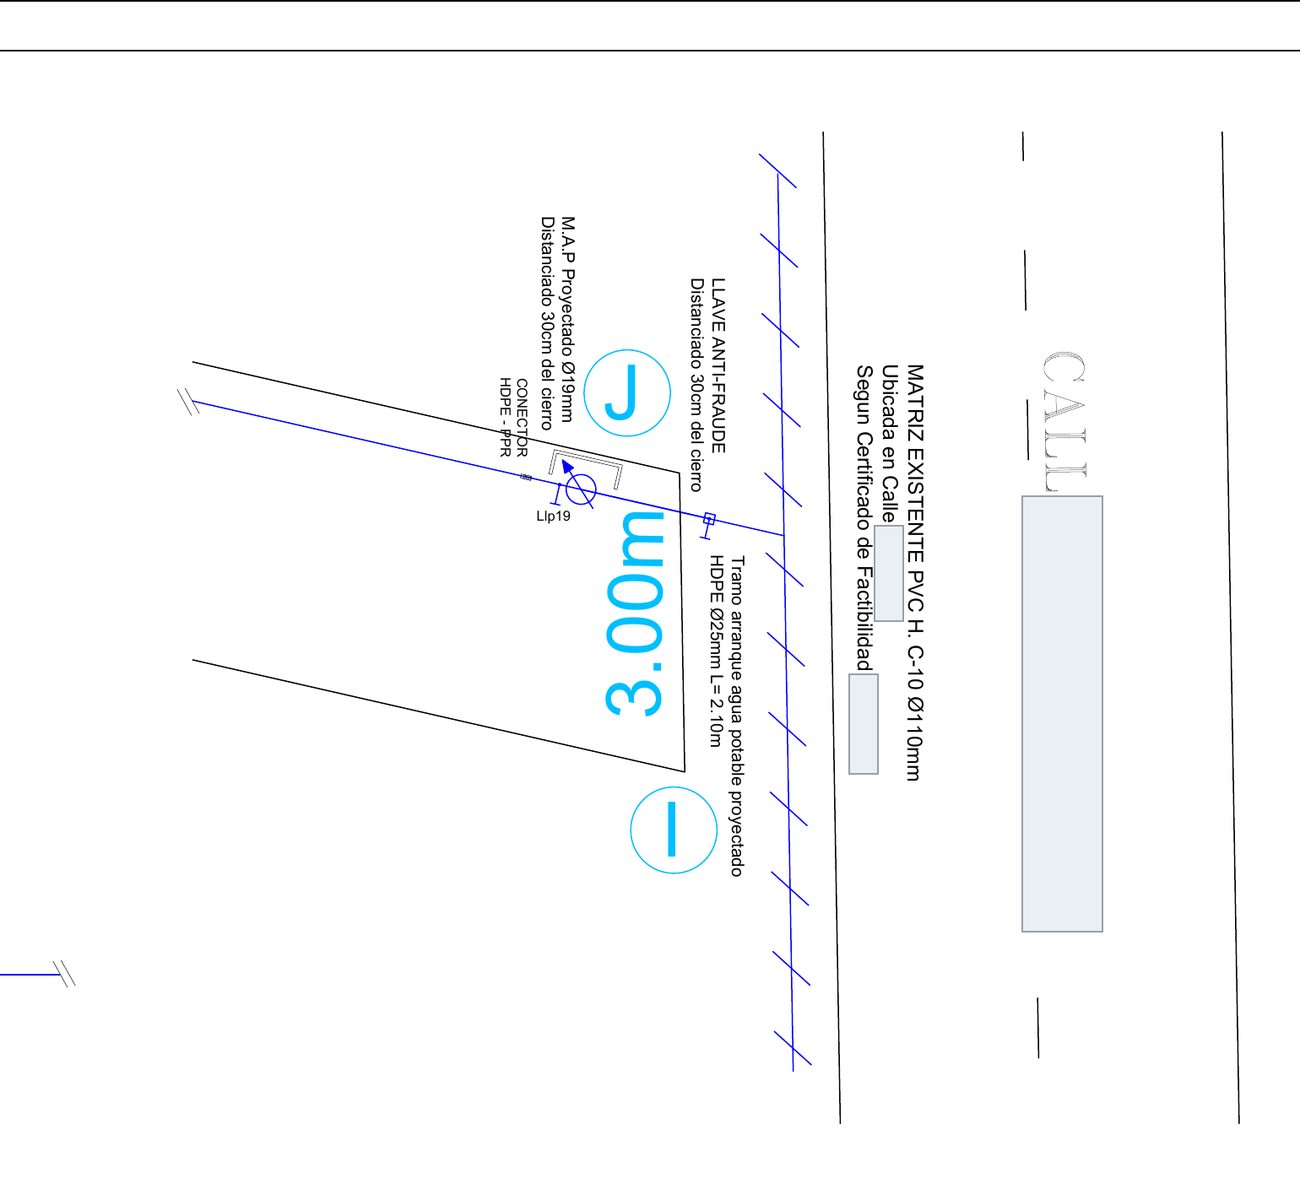 CALL
MATRIZ EXISTENTE PVC H. C-10 Ø110mm
Ubicada en Calle
Segun Certificado de Factibilidad
LLAVE ANTI-FRAUDE
Distanciado 30cm del cierro
Tramo arranque agua potable proyectado
HDPE Ø25mm L= 2.10m
M.A.P Proyectado Ø19mm
Distanciado 30cm del cierro
J
3.00m
I
CONECTOR
HDPE - PPR
Llp19